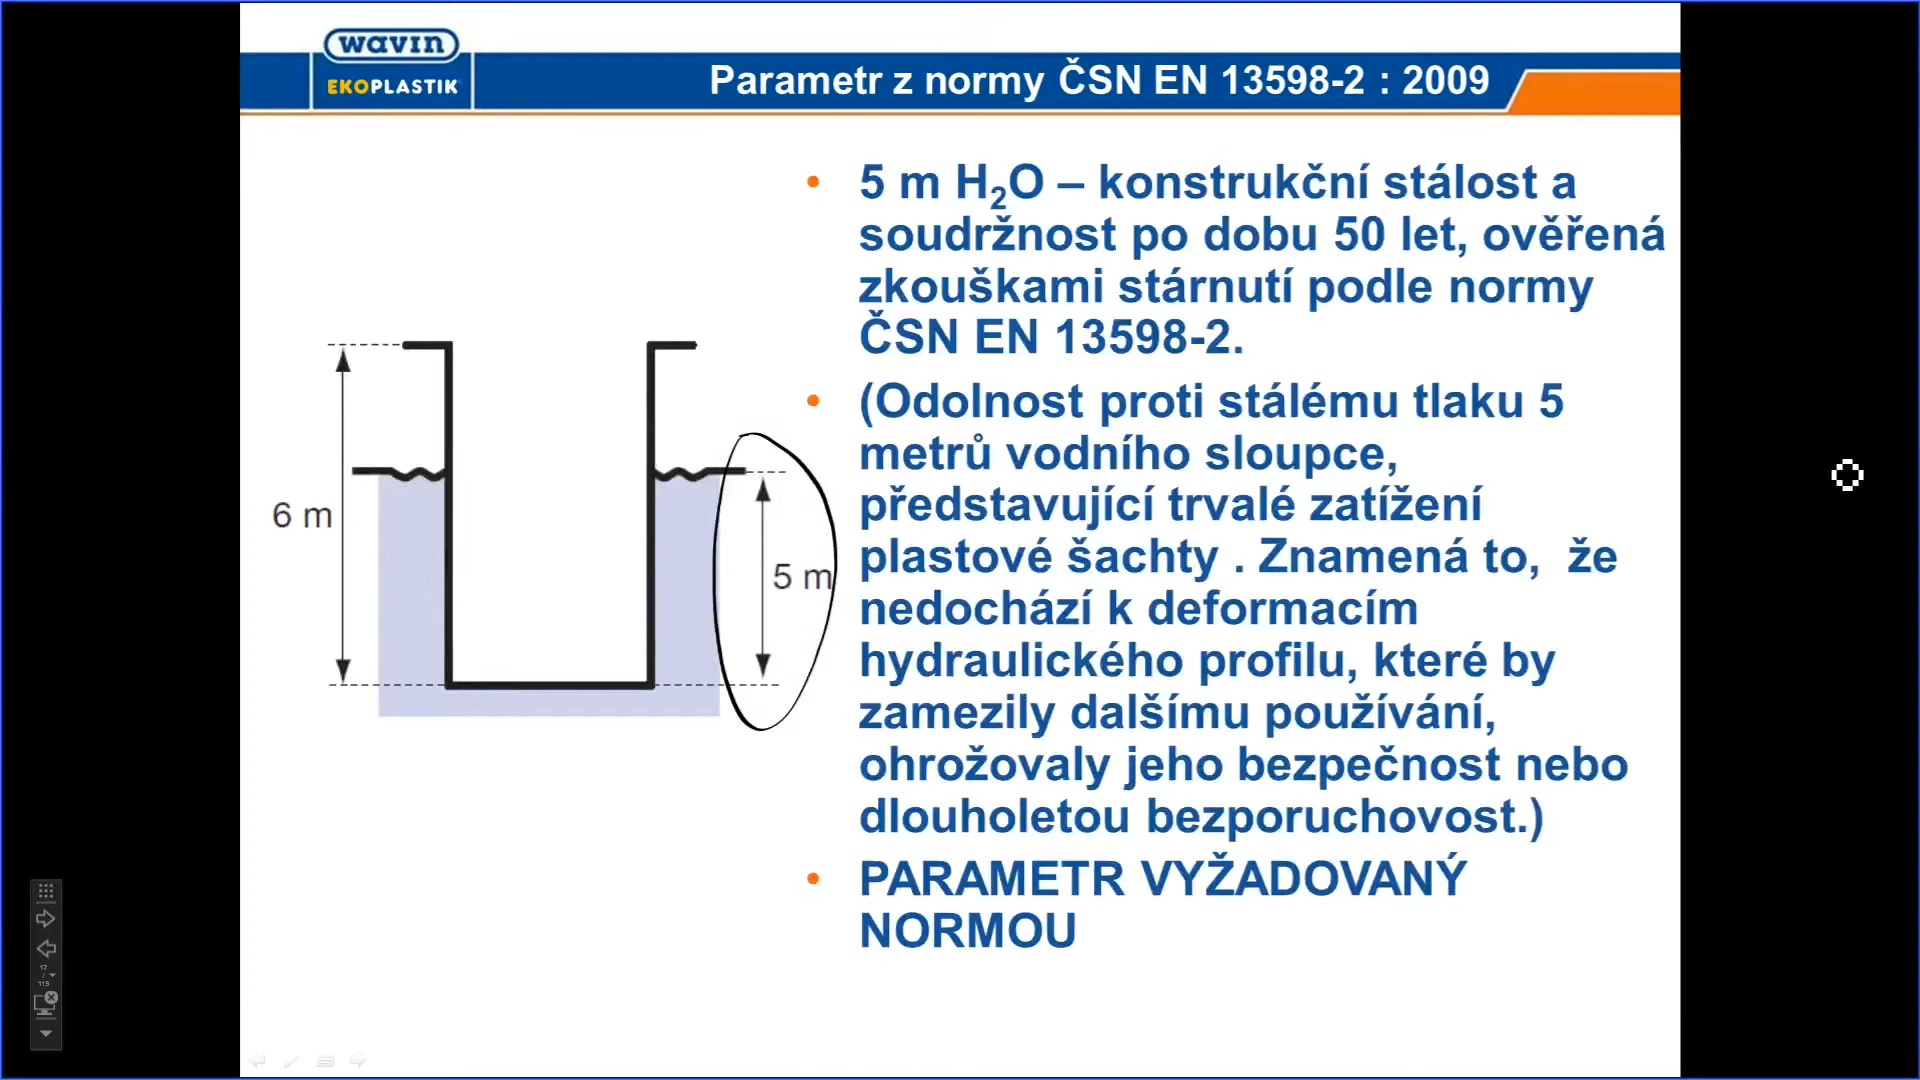 wavin
EKOPLASTIK
Parametr z normy ČSN EN 13598-2 : 2009
• 5 m H₂O – konstrukční stálost a
soudržnost po dobu 50 let, ověřená
zkouškami stárnutí podle normy
ČSN EN 13598-2.
• (Odolnost proti stálému tlaku 5
metrů vodního sloupce,
představující trvalé zatížení
plastové šachty . Znamená to,  že
nedochází k deformacím
hydraulického profilu, které by
zamezily dalšímu používání,
ohrožovaly jeho bezpečnost nebo
dlouholetou bezporuchovost.)
• PARAMETR VYŽADOVANÝ
NORMOU
6 m
5 m
17
/
119